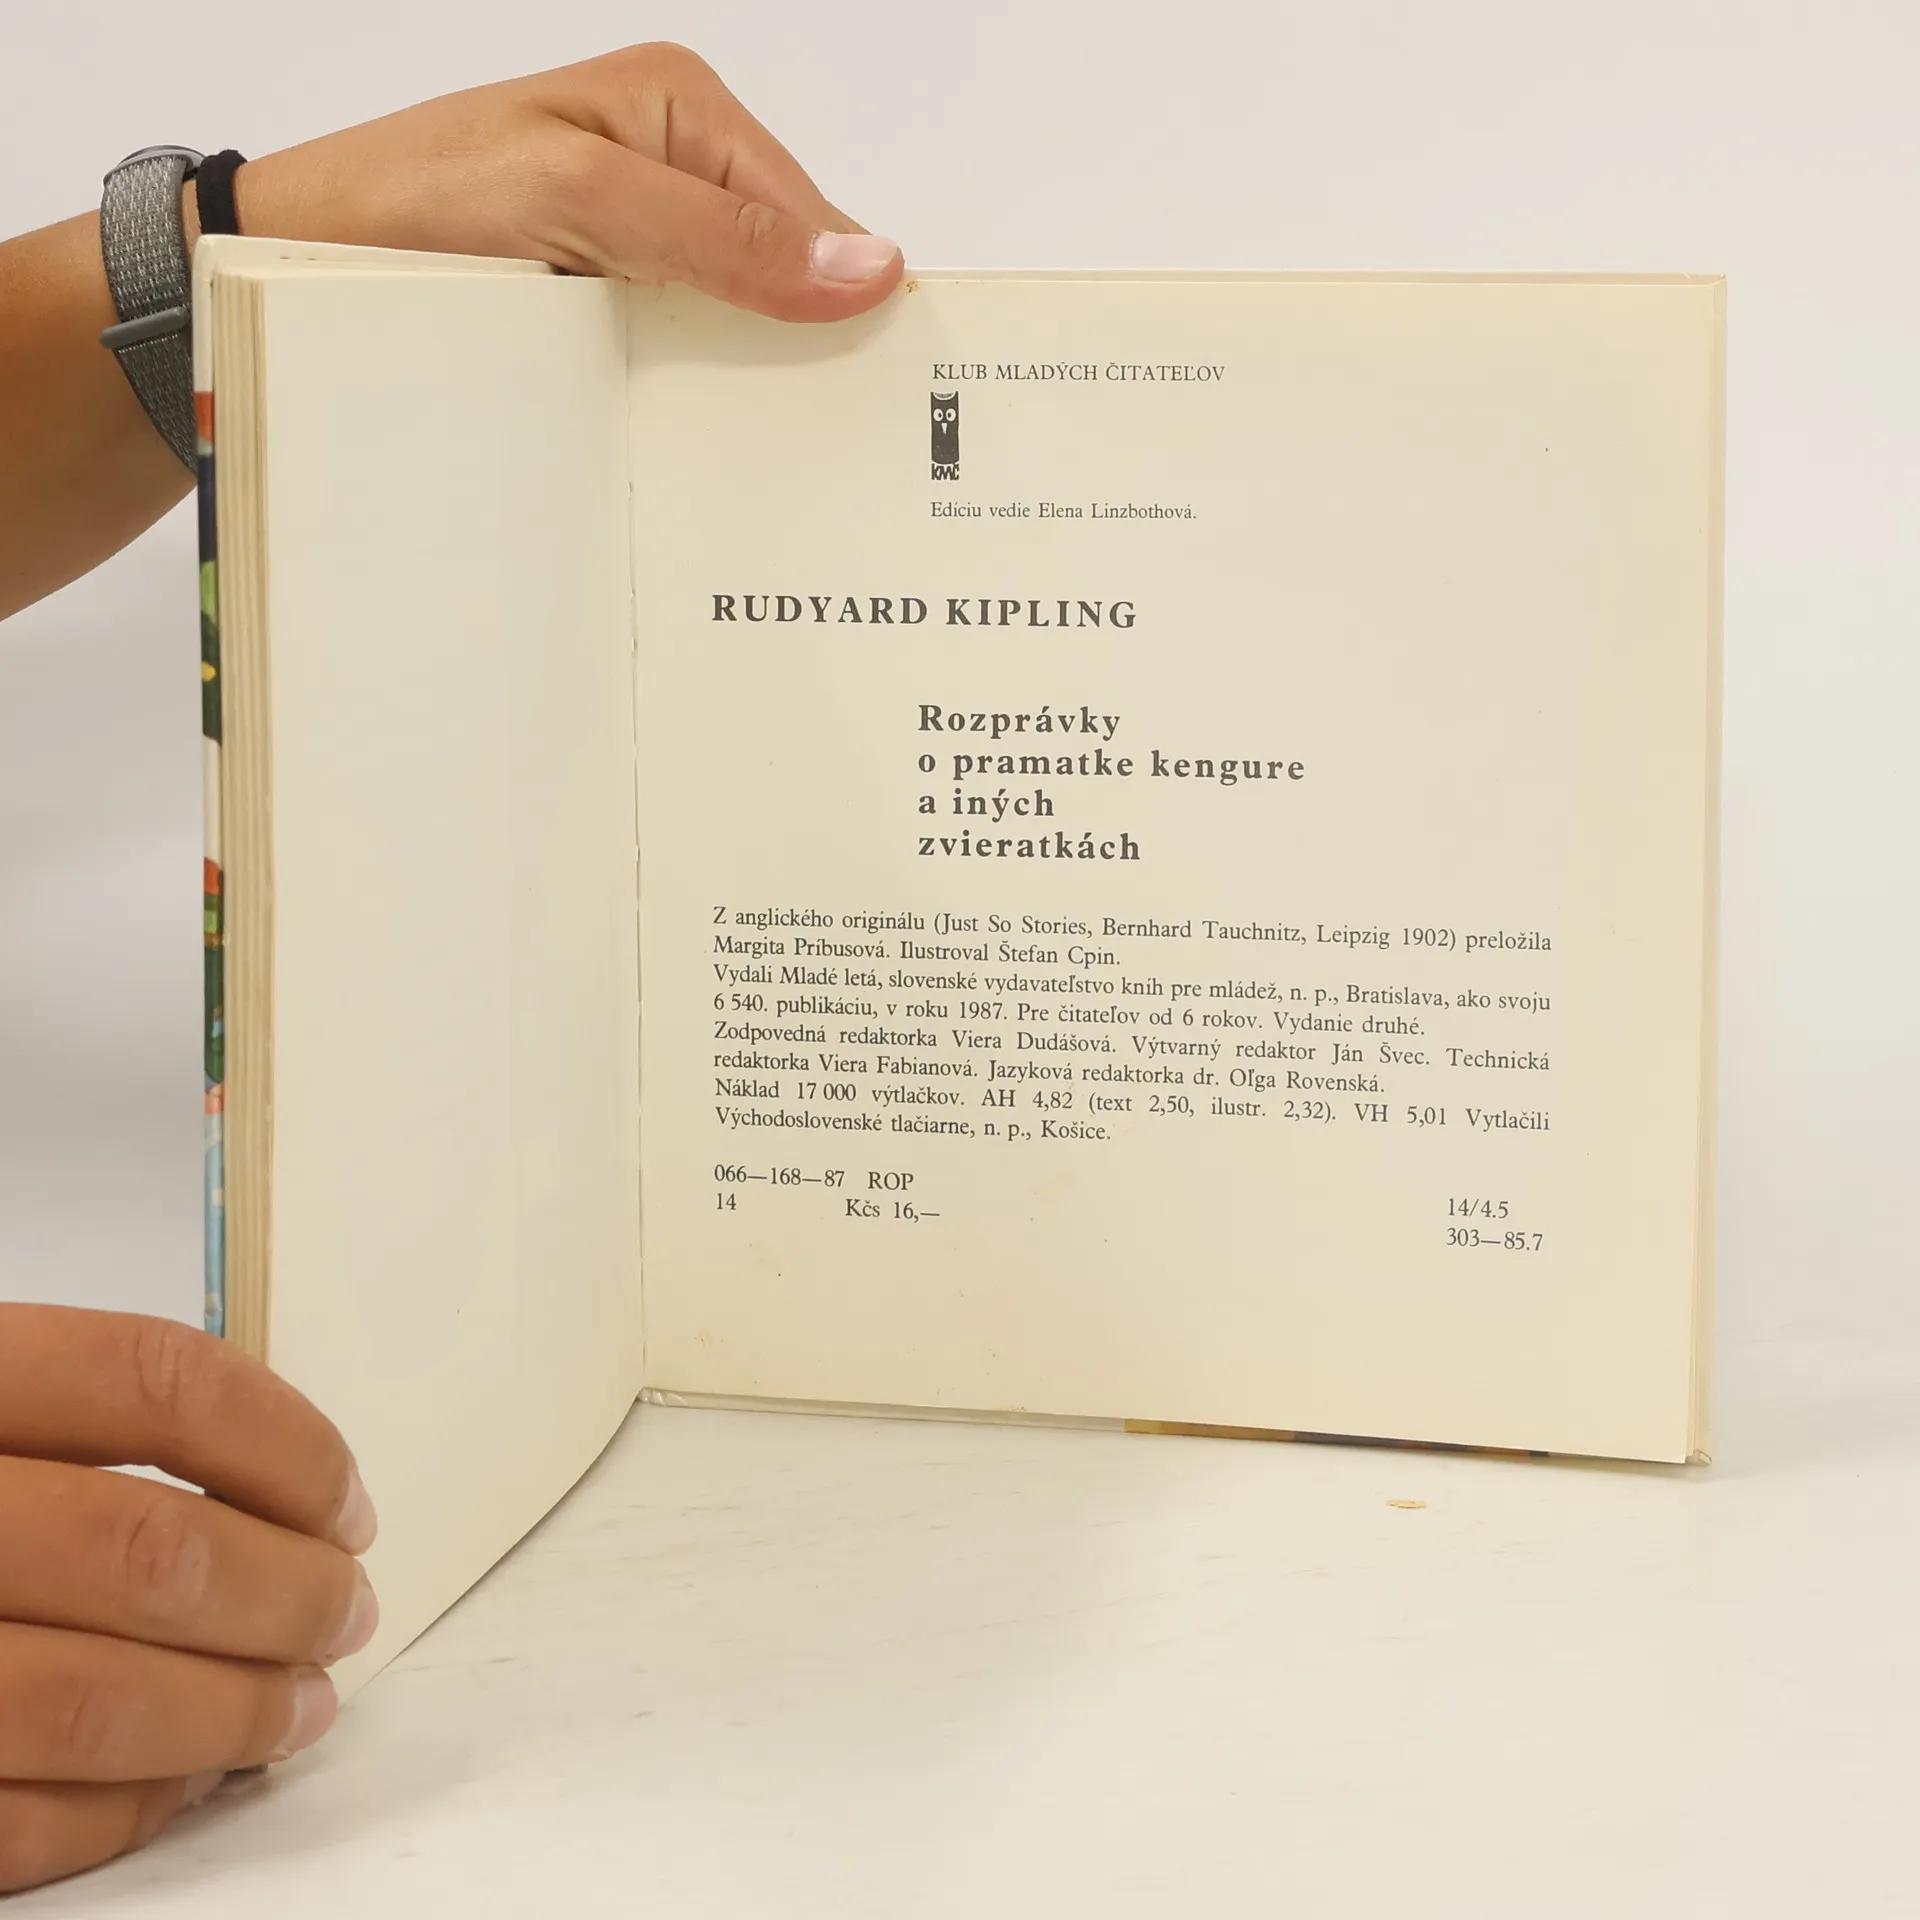 KLUB MLADÝCH ČITATEĽOV
KMČ
Edíciu vedie Elena Linzbothová.
RUDYARD KIPLING
Rozprávky
o pramatke kengure
a iných
zvieratkách
Z anglického originálu (Just So Stories, Bernhard Tauchnitz, Leipzig 1902) preložila
Margita Príbusová. Ilustroval Štefan Cpin.
Vydali Mladé letá, slovenské vydavateľstvo kníh pre mládež, n. p., Bratislava, ako svoju
6 540. publikáciu, v roku 1987. Pre čitateľov od 6 rokov. Vydanie druhé.
Zodpovedná redaktorka Viera Dudášová. Výtvarný redaktor Ján Švec. Technická
redaktorka Viera Fabianová. Jazyková redaktorka dr. Oľga Rovenská.
Náklad 17 000 výtlačkov. AH 4,82 (text 2,50, ilustr. 2,32). VH 5,01 Vytlačili
Východoslovenské tlačiarne, n. p., Košice.
066—168—87 ROP
14 Kčs 16,— 14/4.5
303—85.7